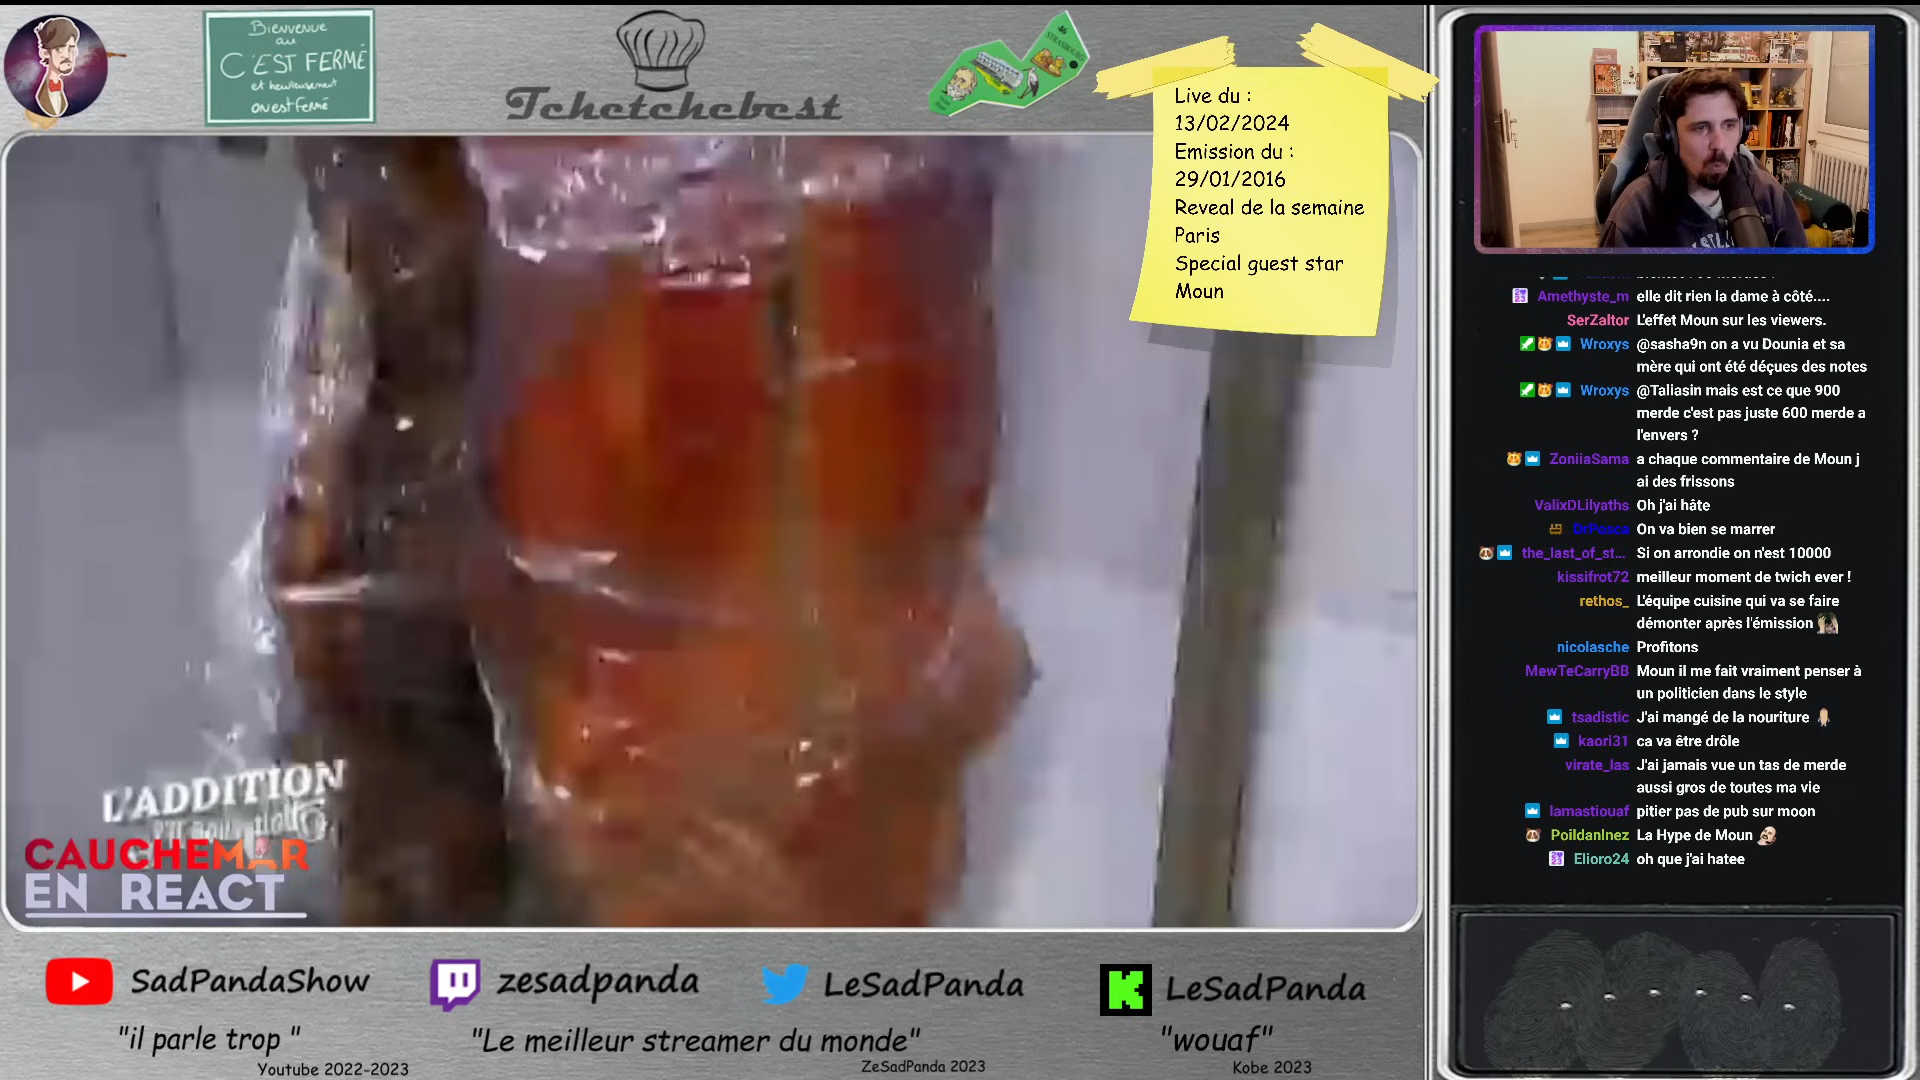 BIENVENUE
au
C'EST FERMÉ
et heureusement
ON EST FERMÉ
Tchetchebest
46
STRASBOURG
Live du :
13/02/2024
Emission du :
29/01/2016
Reveal de la semaine
Paris
Special guest star
Moun
L'ADDITION
CAUCHEMAR
EN REACT
SadPandaShow
zesadpanda
LeSadPanda
LeSadPanda
"il parle trop "
"Le meilleur streamer du monde"
"wouaf"
Youtube 2022-2023
ZeSadPanda 2023
Kobe 2023
Amethyste_m elle dit rien la dame à côté....
SerZaltor L'effet Moun sur les viewers.
Wroxys @sasha9n on a vu Dounia et sa
mère qui ont été déçues des notes
Wroxys @Taliasin mais est ce que 900
merde c'est pas juste 600 merde a
l'envers ?
ZoniiaSama a chaque commentaire de Moun j
ai des frissons
ValixDLilyaths Oh j'ai hâte
DrPosca On va bien se marrer
the_last_of_st... Si on arrondie on n'est 10000
kissifrot72 meilleur moment de twich ever !
rethos_ L'équipe cuisine qui va se faire
démonter après l'émission
nicolasche Profitons
MewTeCarryBB Moun il me fait vraiment penser à
un politicien dans le style
tsadistic J'ai mangé de la nouriture
kaori31 ca va être drôle
virate_las J'ai jamais vue un tas de merde
aussi gros de toutes ma vie
lamastiouaf pitier pas de pub sur moon
PoildanInez La Hype de Moun
Elioro24 oh que j'ai hatee